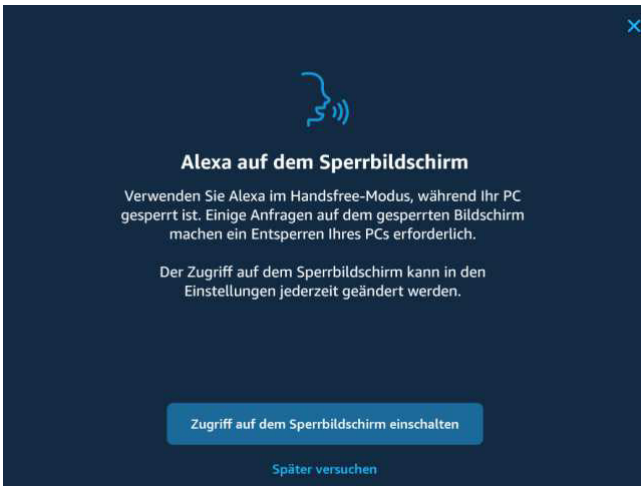 Alexa auf dem Sperrbildschirm
Verwenden Sie Alexa im Handsfree-Modus, während Ihr PC
gesperrt ist. Einige Anfragen auf dem gesperrten Bildschirm
machen ein Entsperren Ihres PCs erforderlich.
Der Zugriff auf dem Sperrbildschirm kann in den
Einstellungen jederzeit geändert werden.
Zugriff auf dem Sperrbildschirm einschalten
Später versuchen